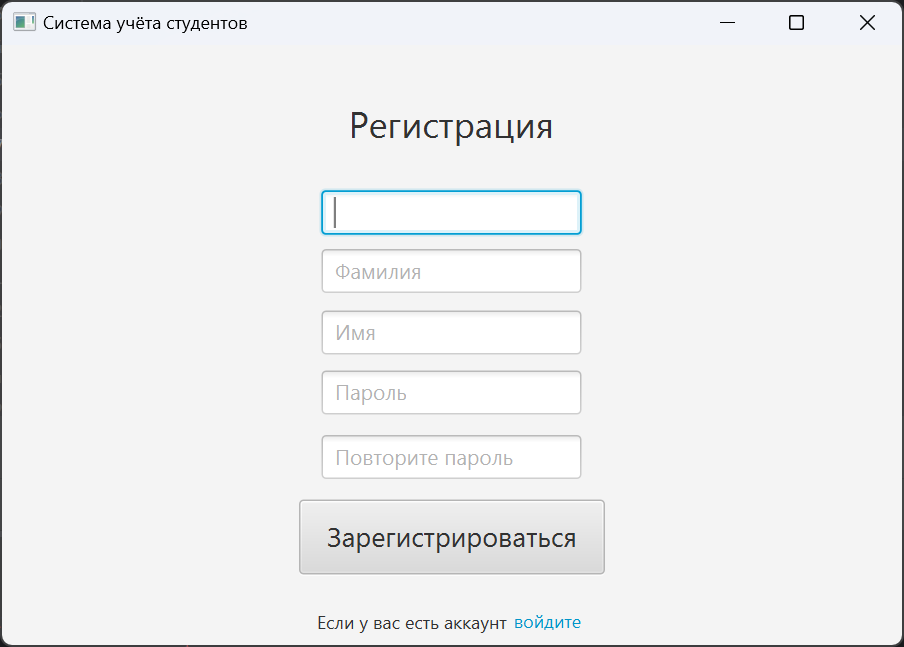 Система учёта студентов
Регистрация
Фамилия
Имя
Пароль
Повторите пароль
Зарегистрироваться
Если у вас есть аккаунт войдите